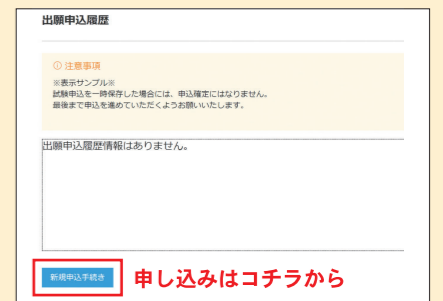 出願申込履歴
注意事項
※表示サンプル※
試験申込を一時保存した場合には、申込確定にはなりません。
最後まで申込を進めていただくようお願いいたします。
出願申込履歴情報はありません。
新規申込手続き
申し込みはコチラから